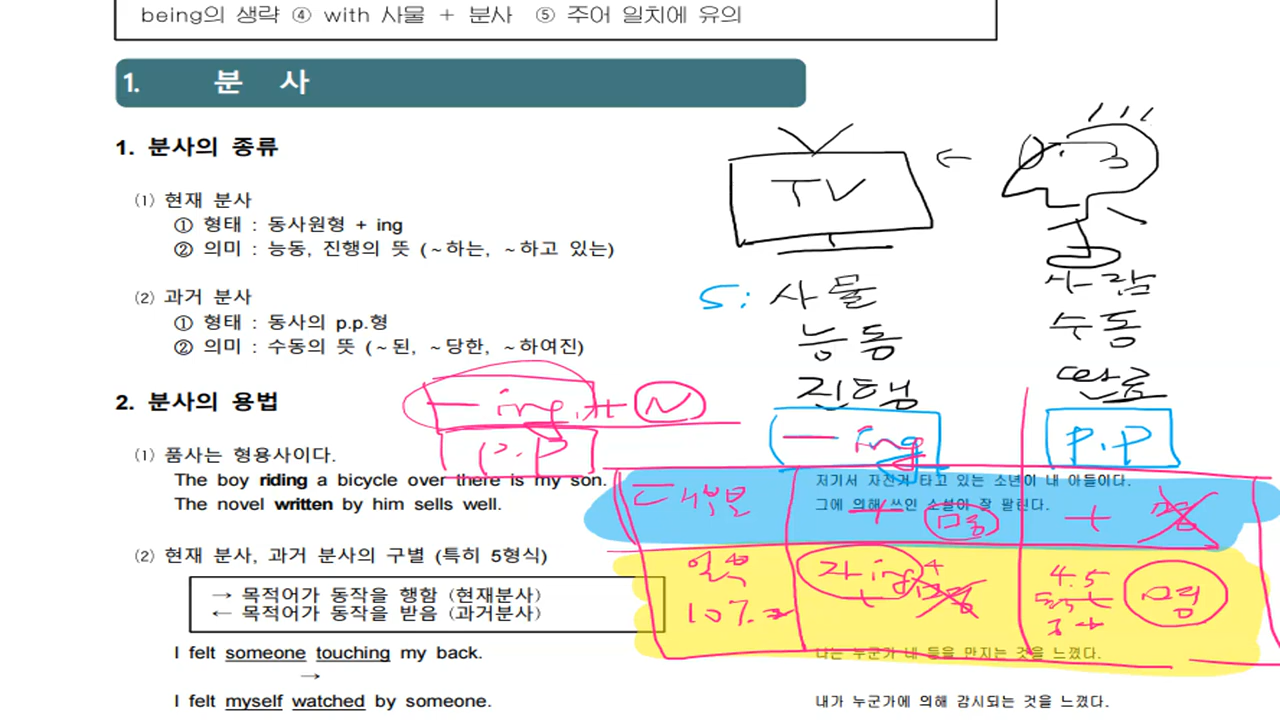 being의 생략 ④ with 사물 + 분사 ⑤ 주어 일치에 유의
1. 분 사
1. 분사의 종류
⑴ 현재 분사
① 형태 : 동사원형 + ing
② 의미 : 능동, 진행의 뜻 (~하는, ~하고 있는)
⑵ 과거 분사
① 형태 : 동사의 p.p.형
② 의미 : 수동의 뜻 (~된, ~당한, ~하여진)
TV
S: 사물 사람
능동 수동
진행 완료
ing P.P
ing + N
P.P
2. 분사의 용법
⑴ 품사는 형용사이다.
The boy riding a bicycle over there is my son. 저기서 자전거 타고 있는 소년이 내 아들이다.
The novel written by him sells well. 그에 의해 쓰인 소설이 잘 팔린다.
대부분 + 명 +
⑵ 현재 분사, 과거 분사의 구별 (특히 5형식)
→ 목적어가 동작을 행함 (현재분사)
← 목적어가 동작을 받음 (과거분사)
자 ing +
10% 4.5 명
I felt someone touching my back. 나는 누군가 내 등을 만지는 것을 느꼈다.
→
I felt myself watched by someone. 내가 누군가에 의해 감시되는 것을 느꼈다.